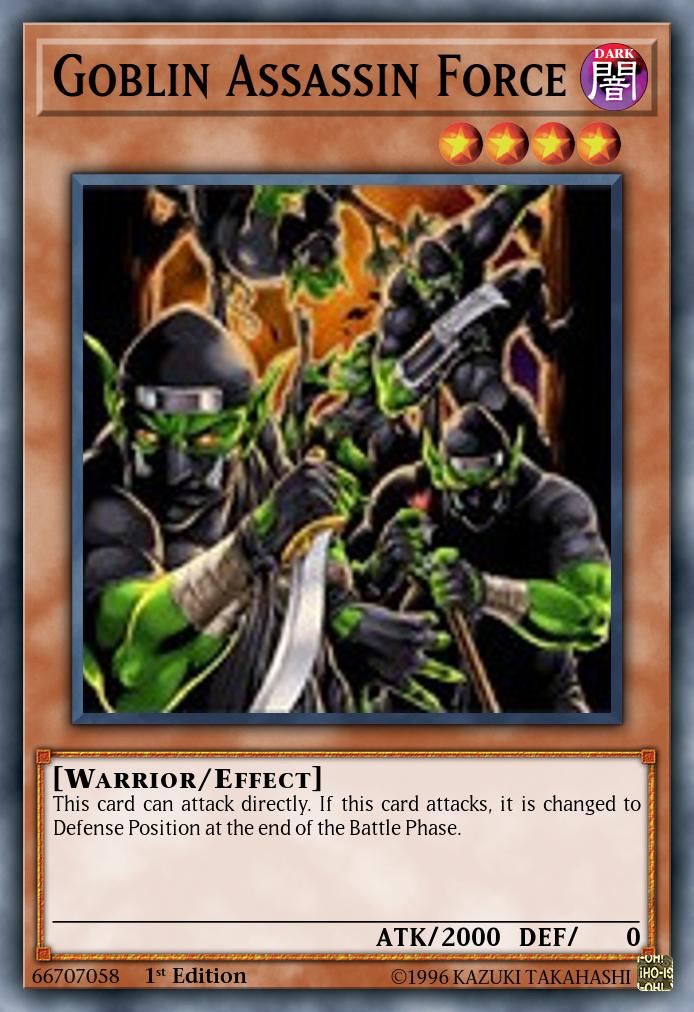 Goblin Assassin Force
DARK
闇
[Warrior/Effect]
This card can attack directly. If this card attacks, it is changed to
Defense Position at the end of the Battle Phase.
ATK/2000 DEF/ 0
66707058 1st Edition ©1996 KAZUKI TAKAHASHI